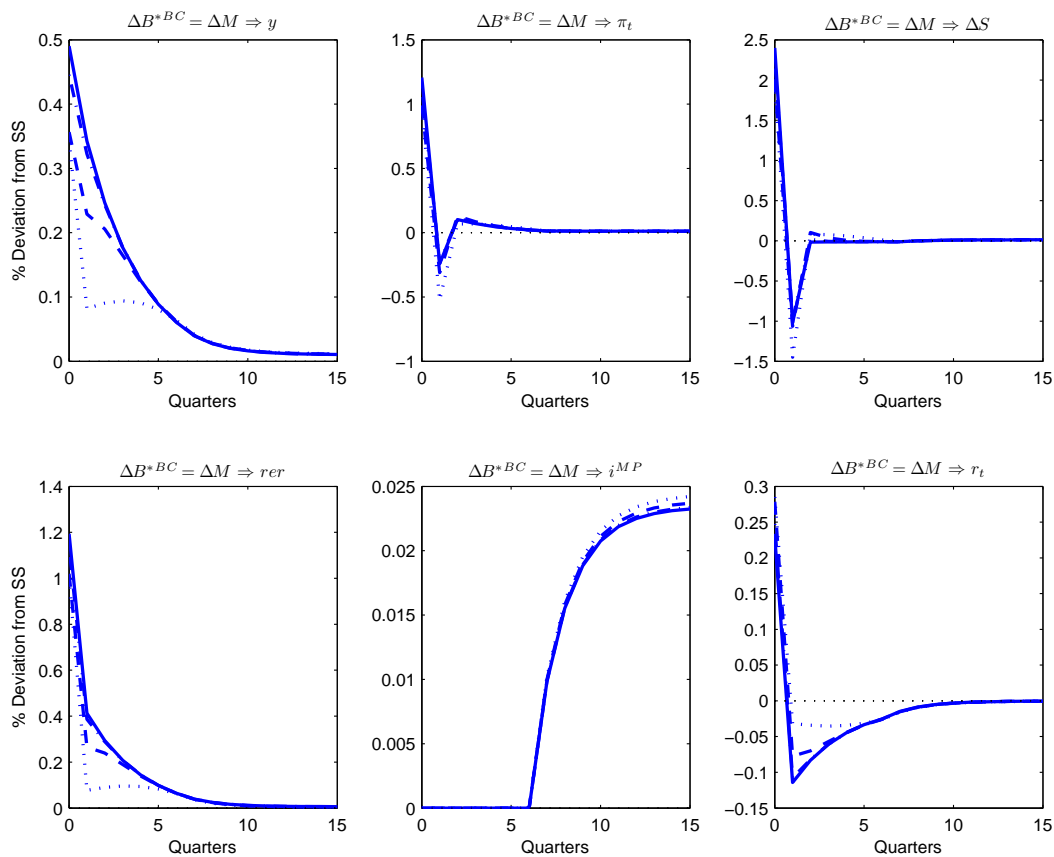 ΔB*BC = ΔM ⇒ y
ΔB*BC = ΔM ⇒ πt
ΔB*BC = ΔM ⇒ ΔS
% Deviation from SS
0.5
0.4
0.3
0.2
0.1
0
0 5 10 15
Quarters
1.5
1
0.5
0
−0.5
−1
0 5 10 15
Quarters
2.5
2
1.5
1
0.5
0
−0.5
−1
−1.5
0 5 10 15
Quarters
ΔB*BC = ΔM ⇒ rer
ΔB*BC = ΔM ⇒ iMP
ΔB*BC = ΔM ⇒ rt
% Deviation from SS
1.4
1.2
1
0.8
0.6
0.4
0.2
0
0 5 10 15
Quarters
0.025
0.02
0.015
0.01
0.005
0
0 5 10 15
Quarters
0.3
0.25
0.2
0.15
0.1
0.05
0
−0.05
−0.1
−0.15
0 5 10 15
Quarters